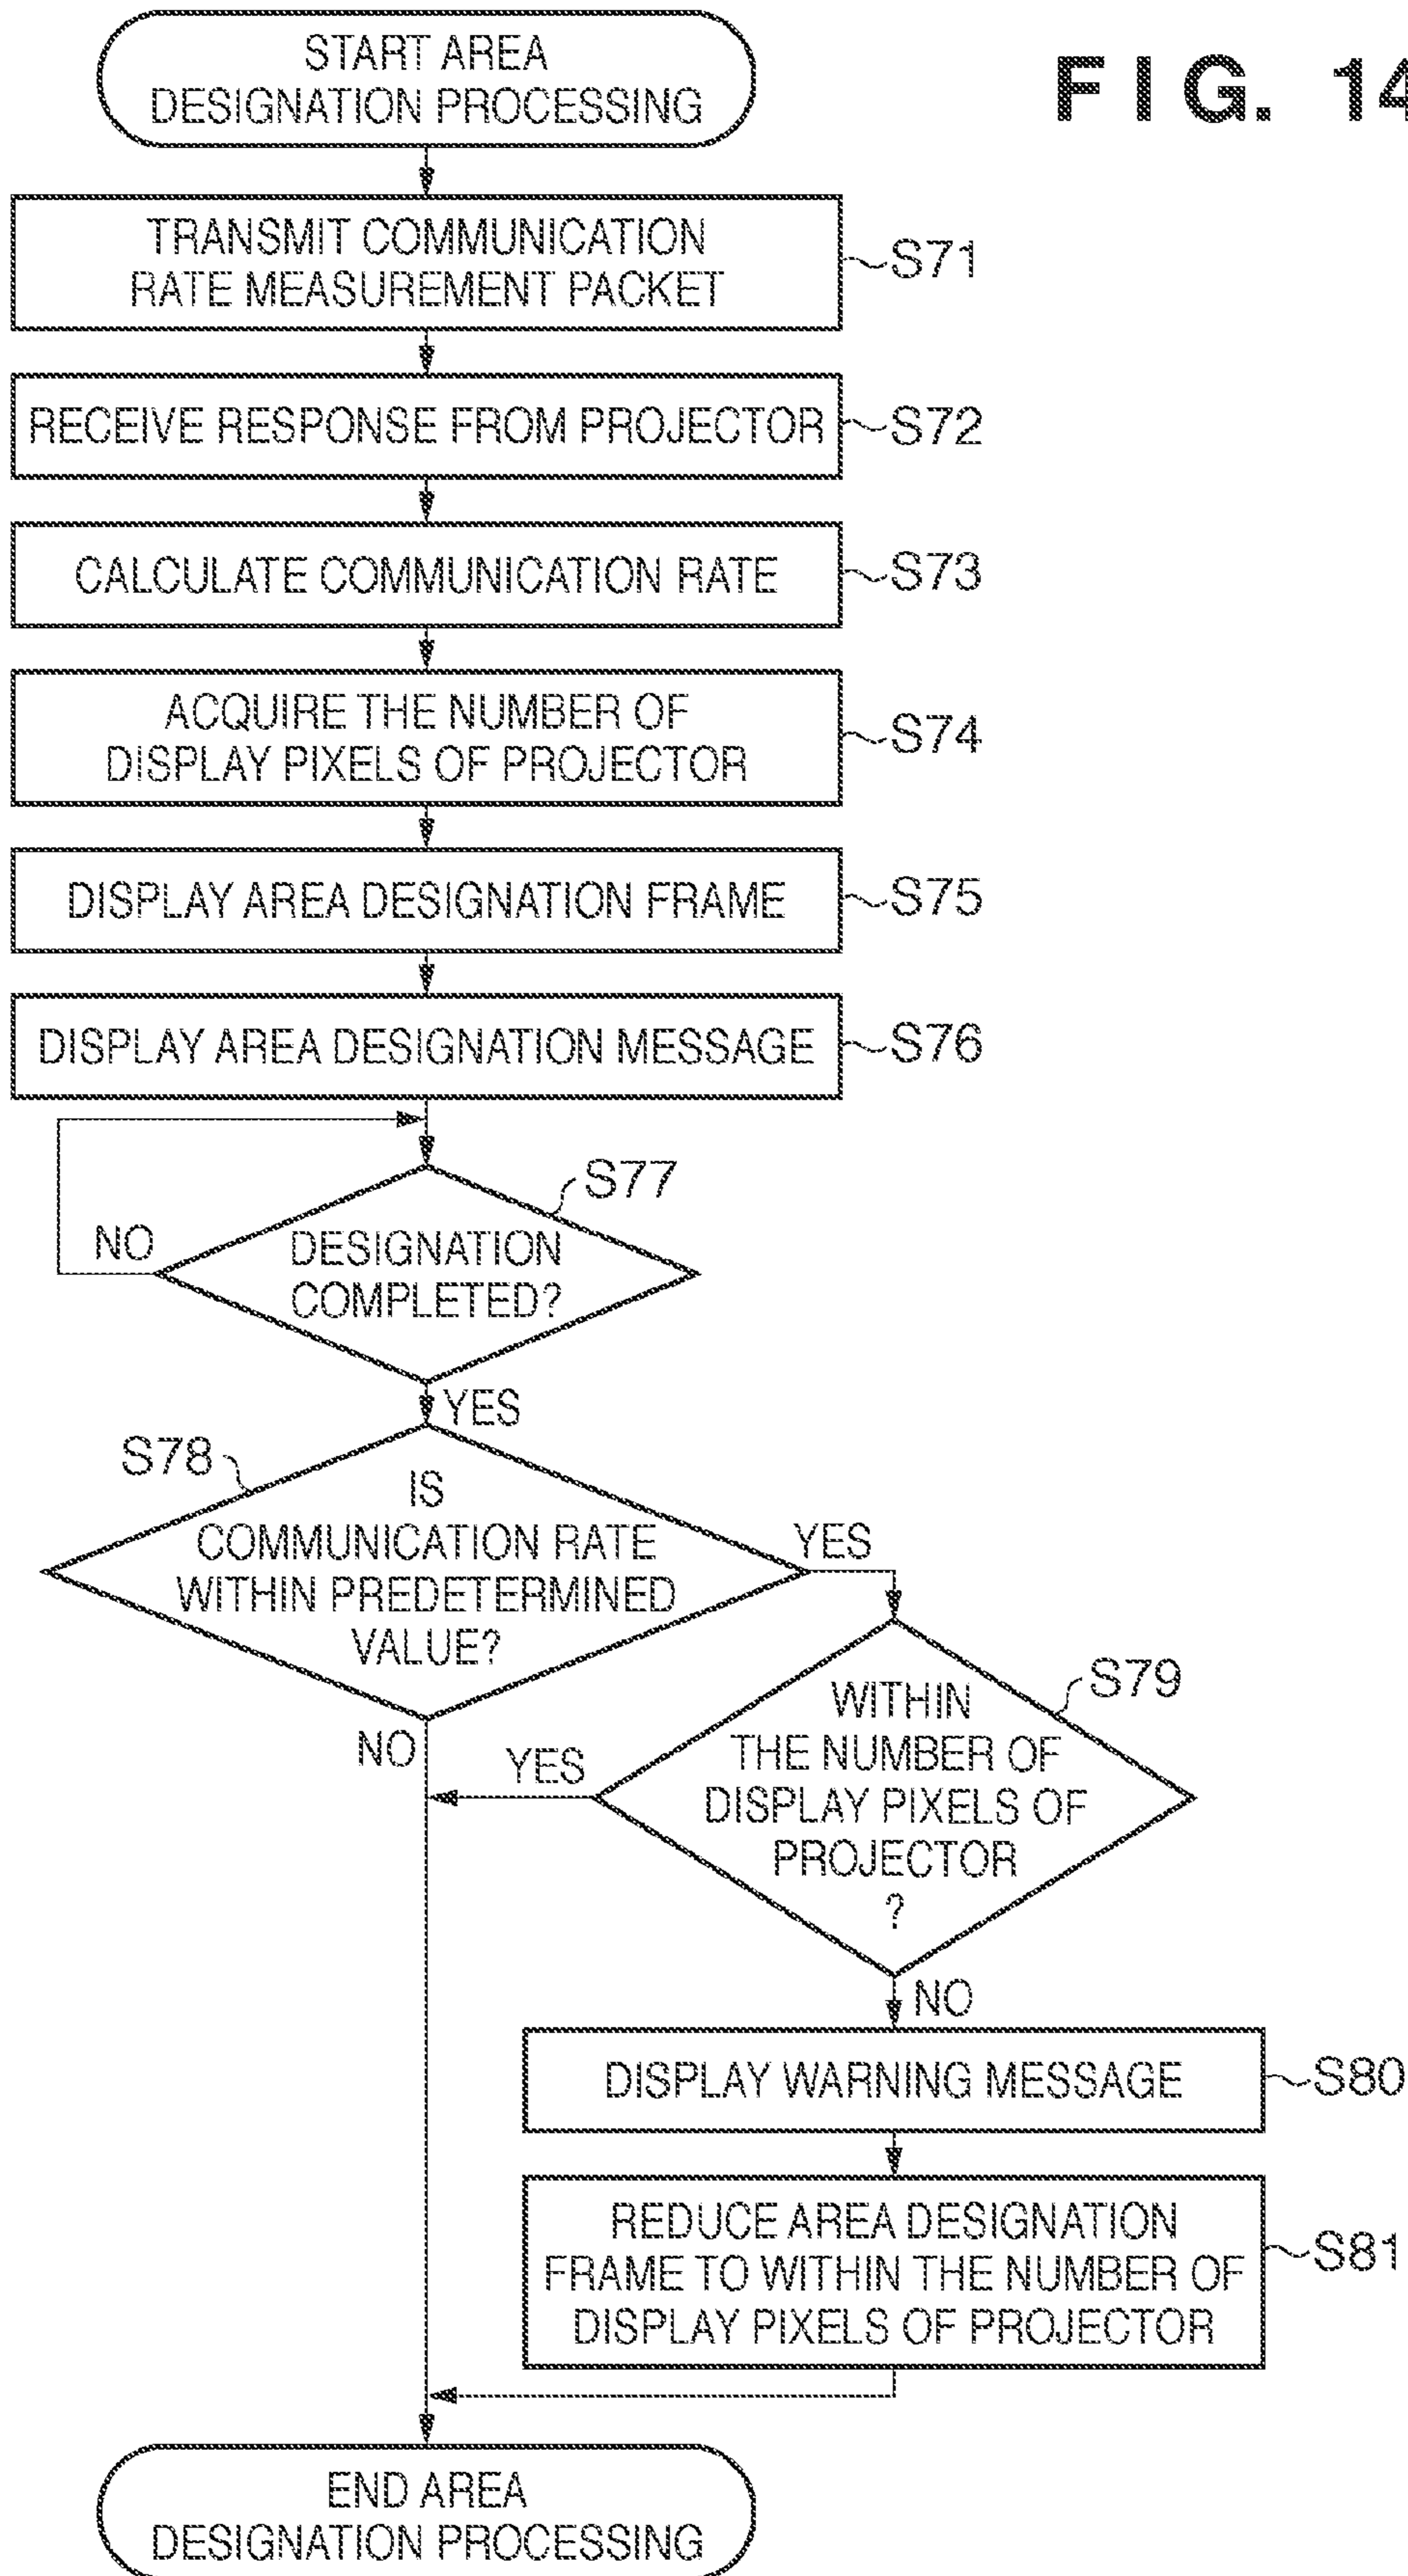 START AREA
DESIGNATION PROCESSING
FIG. 14
TRANSMIT COMMUNICATION
RATE MEASUREMENT PACKET
S71
RECEIVE RESPONSE FROM PROJECTOR
S72
CALCULATE COMMUNICATION RATE
S73
ACQUIRE THE NUMBER OF
DISPLAY PIXELS OF PROJECTOR
S74
DISPLAY AREA DESIGNATION FRAME
S75
DISPLAY AREA DESIGNATION MESSAGE
S76
S77
NO
DESIGNATION
COMPLETED?
YES
S78
IS
COMMUNICATION RATE
WITHIN PREDETERMINED
VALUE?
YES
NO
S79
WITHIN
THE NUMBER OF
DISPLAY PIXELS OF
PROJECTOR
?
YES
NO
DISPLAY WARNING MESSAGE
S80
REDUCE AREA DESIGNATION
FRAME TO WITHIN THE NUMBER OF
DISPLAY PIXELS OF PROJECTOR
S81
END AREA
DESIGNATION PROCESSING